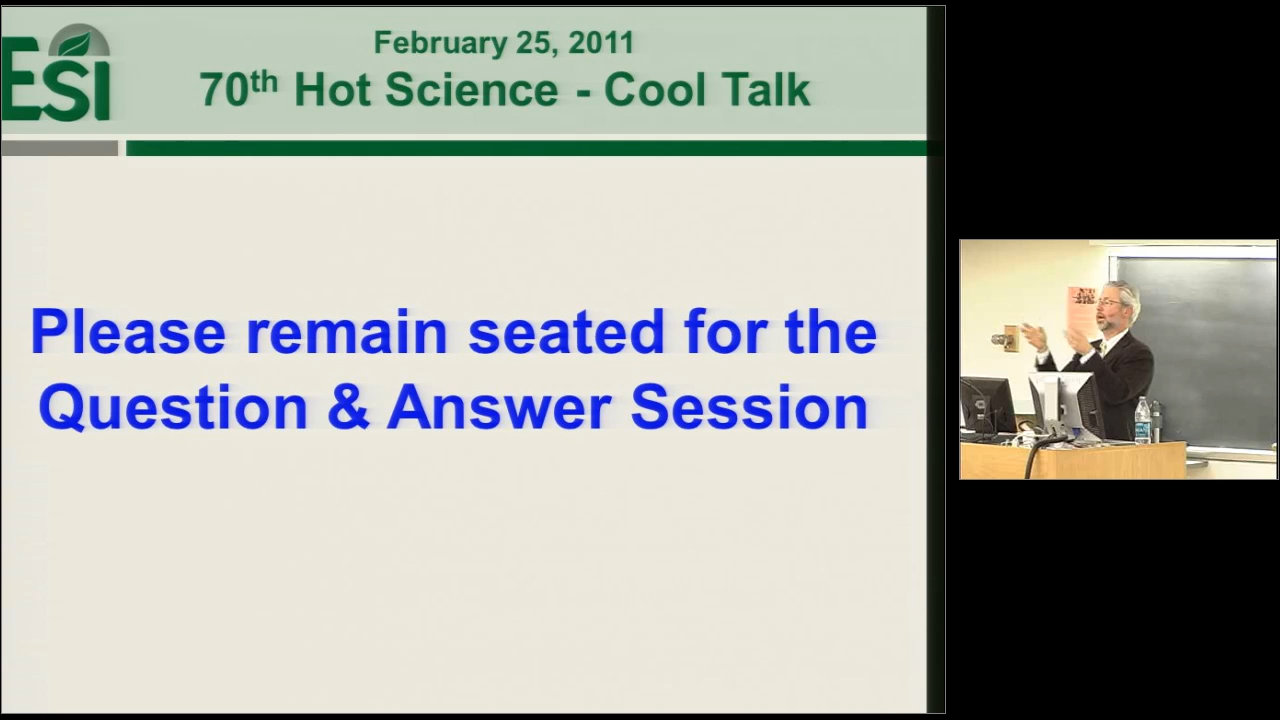 ESI
February 25, 2011
70th Hot Science - Cool Talk
Please remain seated for the
Question & Answer Session